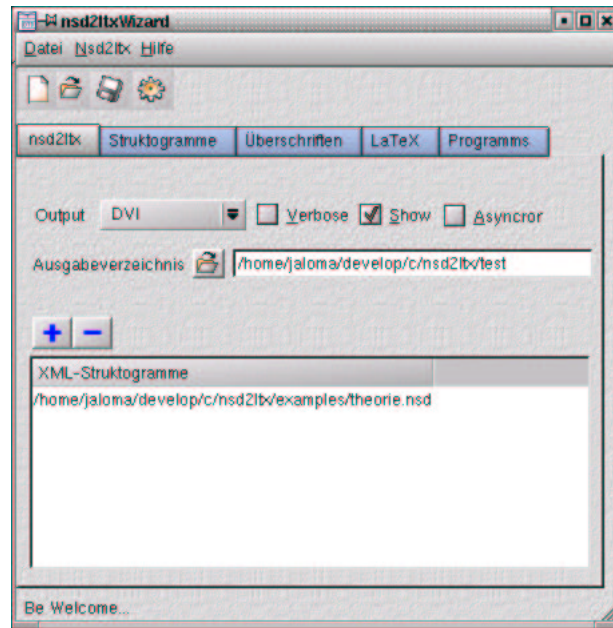 nsd2ltxWizard
Datei Nsd2ltx Hilfe
nsd2ltx Struktogramme Überschriften LaTeX Programms
Output DVI Verbose Show Asyncror
Ausgabeverzeichnis /home/jaloma/develop/c/nsd2ltx/test
XML-Struktogramme
/home/jaloma/develop/c/nsd2ltx/examples/theorie.nsd
Be Welcome...